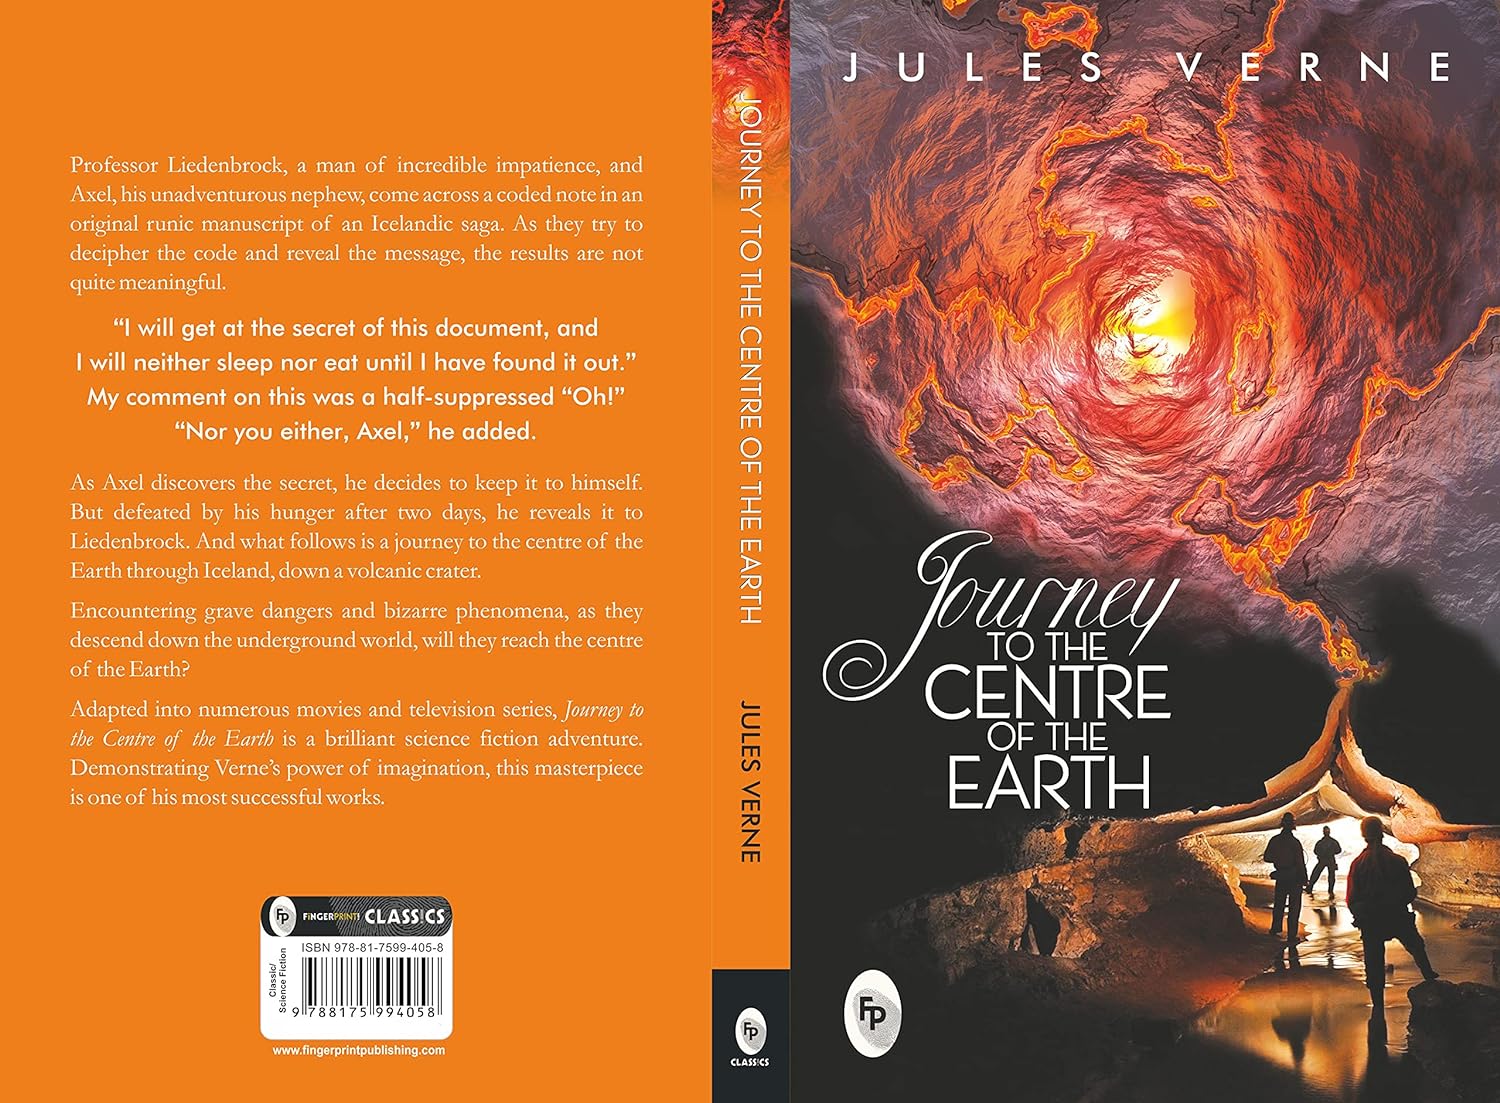 Professor Liedenbrock, a man of incredible impatience, and
Axel, his unadventurous nephew, come across a coded note in an
original runic manuscript of an Icelandic saga. As they try to
decipher the code and reveal the message, the results are not
quite meaningful.
“I will get at the secret of this document, and
I will neither sleep nor eat until I have found it out.”
My comment on this was a half-suppressed “Oh!”
“Nor you either, Axel,” he added.
As Axel discovers the secret, he decides to keep it to himself.
But defeated by his hunger after two days, he reveals it to
Liedenbrock. And what follows is a journey to the centre of the
Earth through Iceland, down a volcanic crater.
Encountering grave dangers and bizarre phenomena, as they
descend down the underground world, will they reach the centre
of the Earth?
Adapted into numerous movies and television series, Journey to
the Centre of the Earth is a brilliant science fiction adventure.
Demonstrating Verne’s power of imagination, this masterpiece
is one of his most successful works.
FP FiNGERPRINT! CLASS!CS
ISBN 978-81-7599-405-8
Classic/
Science Fiction
9 788175 994058
www.fingerprintpublishing.com
JOURNEY TO THE CENTRE OF THE EARTH
JULES VERNE
FP
CLASS!CS
JULES VERNE
Journey
TO THE
CENTRE
OF THE
EARTH
FP